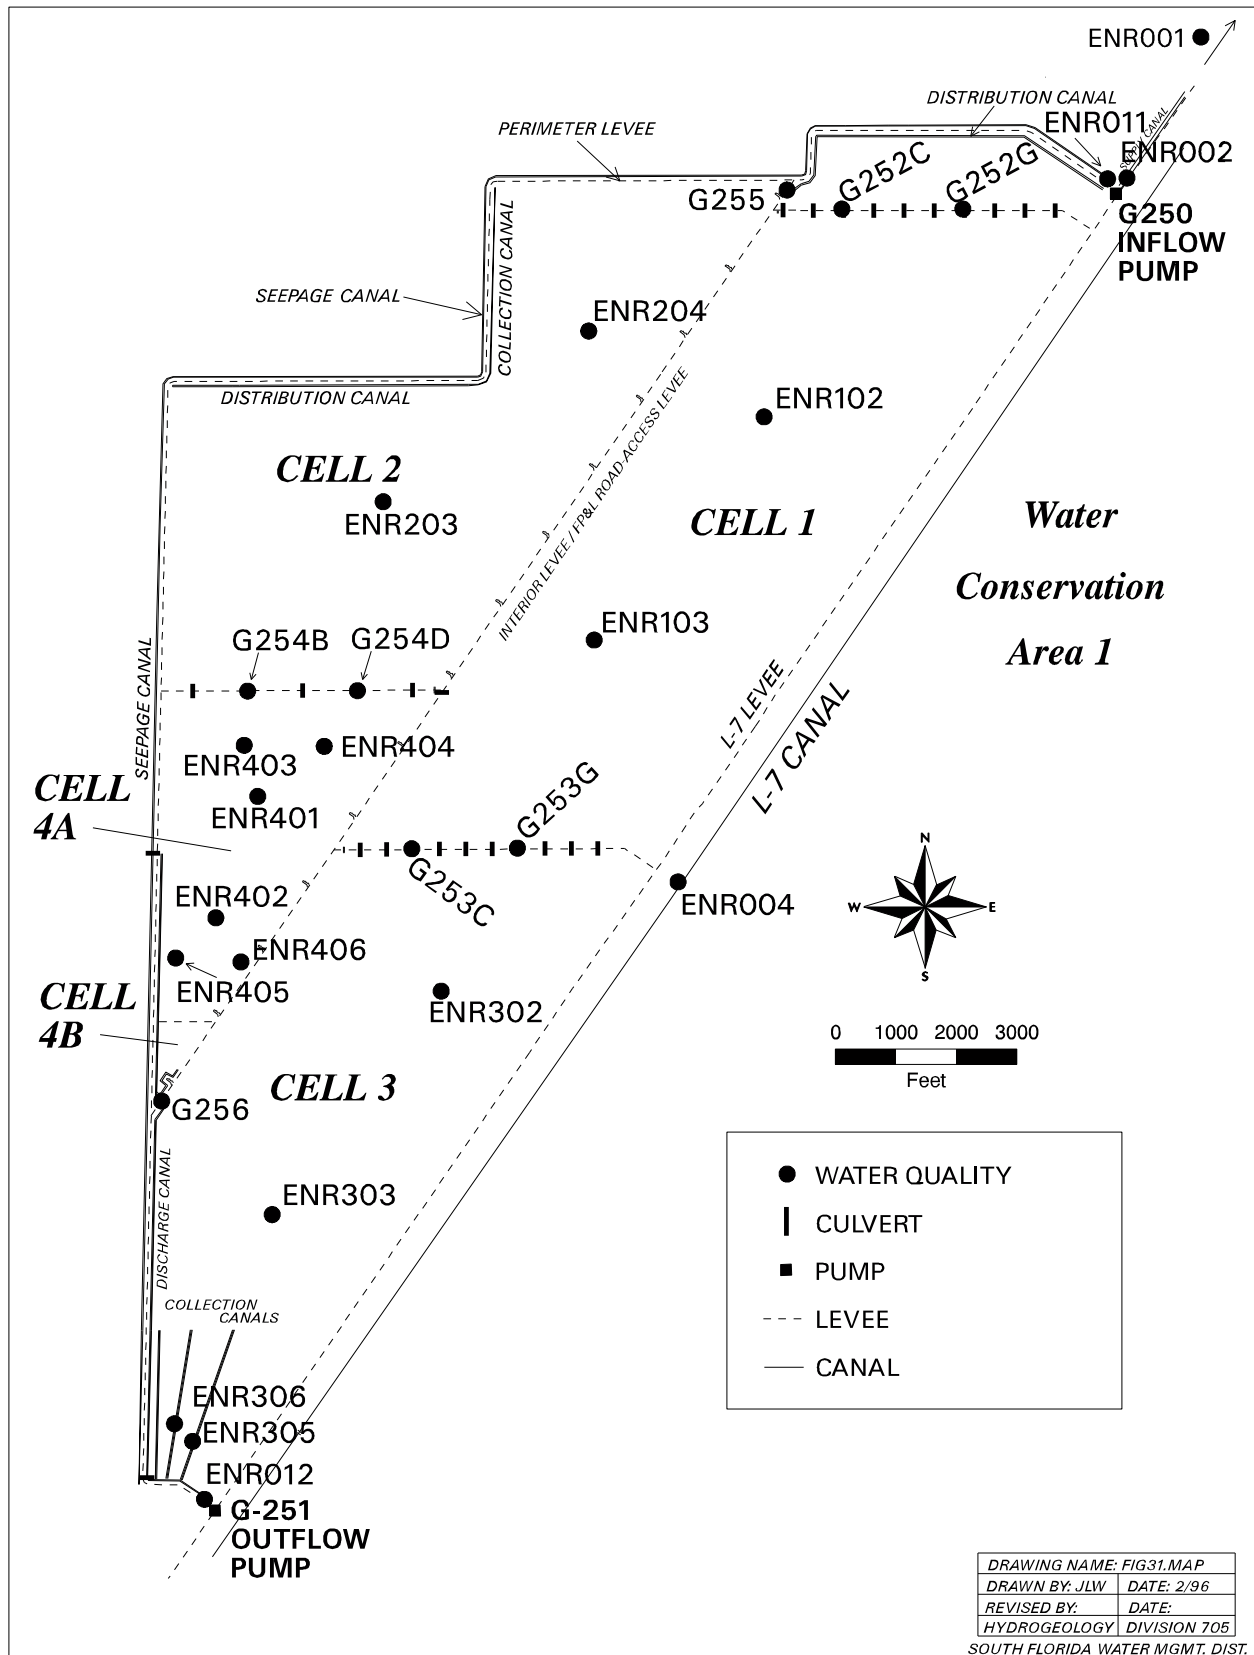 ENR001
DISTRIBUTION CANAL
ENR011
SUPPLY CANAL
PERIMETER LEVEE
ENR002
G252C
G252G
G255
G250
INFLOW
PUMP
COLLECTION CANAL
SEEPAGE CANAL
ENR204
DISTRIBUTION CANAL
ENR102
INTERIOR LEVEE / FP&L ROAD-ACCESS LEVEE
CELL 2
ENR203
CELL 1
Water
Conservation
Area 1
ENR103
G254B
G254D
SEEPAGE CANAL
L-7 LEVEE
L-7 CANAL
ENR403
ENR404
CELL
4A
ENR401
G253G
G253C
ENR402
ENR004
N
W
E
S
ENR406
ENR405
CELL
4B
ENR302
0 1000 2000 3000
Feet
CELL 3
G256
DISCHARGE CANAL
ENR303
WATER QUALITY
CULVERT
PUMP
LEVEE
CANAL
COLLECTION
CANALS
ENR306
ENR305
ENR012
G-251
OUTFLOW
PUMP
DRAWING NAME: FIG31.MAP
DRAWN BY: JLW DATE: 2/96
REVISED BY: DATE:
HYDROGEOLOGY DIVISION 705
SOUTH FLORIDA WATER MGMT. DIST.